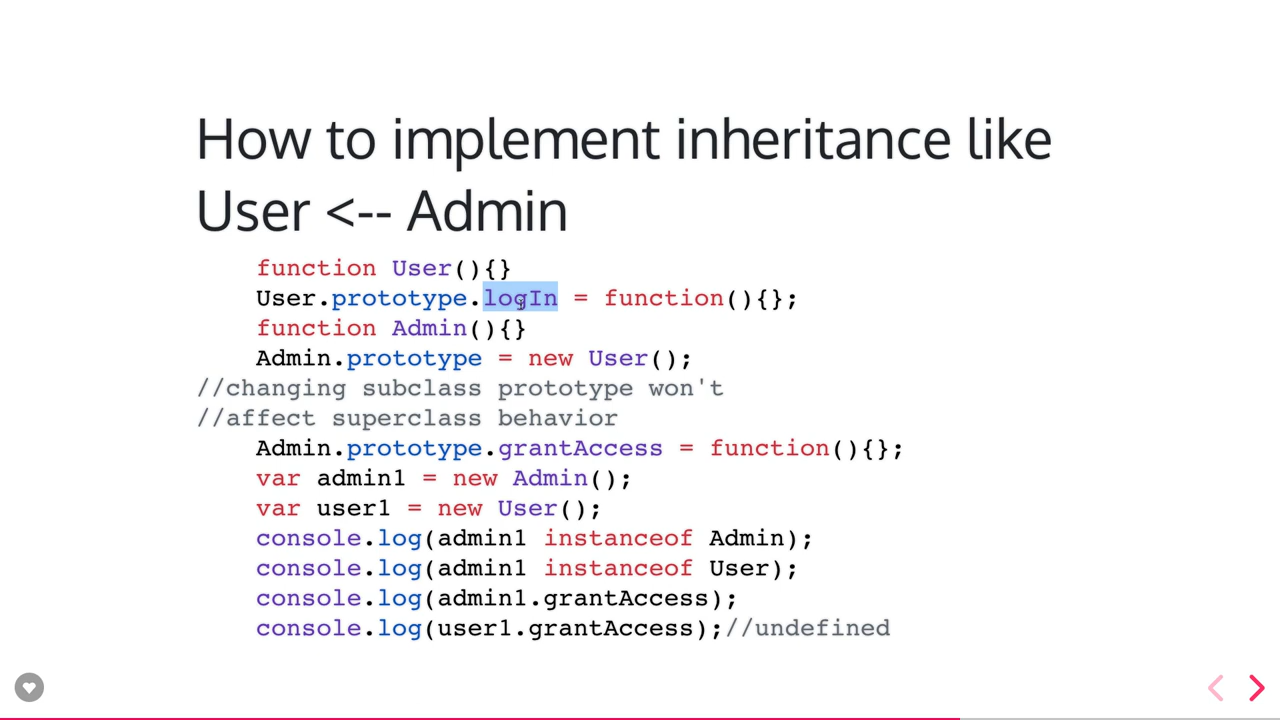 How to implement inheritance like
User <-- Admin
function User(){}
User.prototype.logIn = function(){};
function Admin(){}
Admin.prototype = new User();
//changing subclass prototype won't
//affect superclass behavior
Admin.prototype.grantAccess = function(){};
var admin1 = new Admin();
var user1 = new User();
console.log(admin1 instanceof Admin);
console.log(admin1 instanceof User);
console.log(admin1.grantAccess);
console.log(user1.grantAccess);//undefined